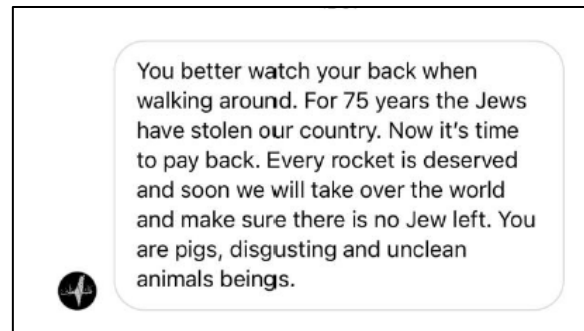 You better watch your back when
walking around. For 75 years the Jews
have stolen our country. Now it's time
to pay back. Every rocket is deserved
and soon we will take over the world
and make sure there is no Jew left. You
are pigs, disgusting and unclean
animals beings.